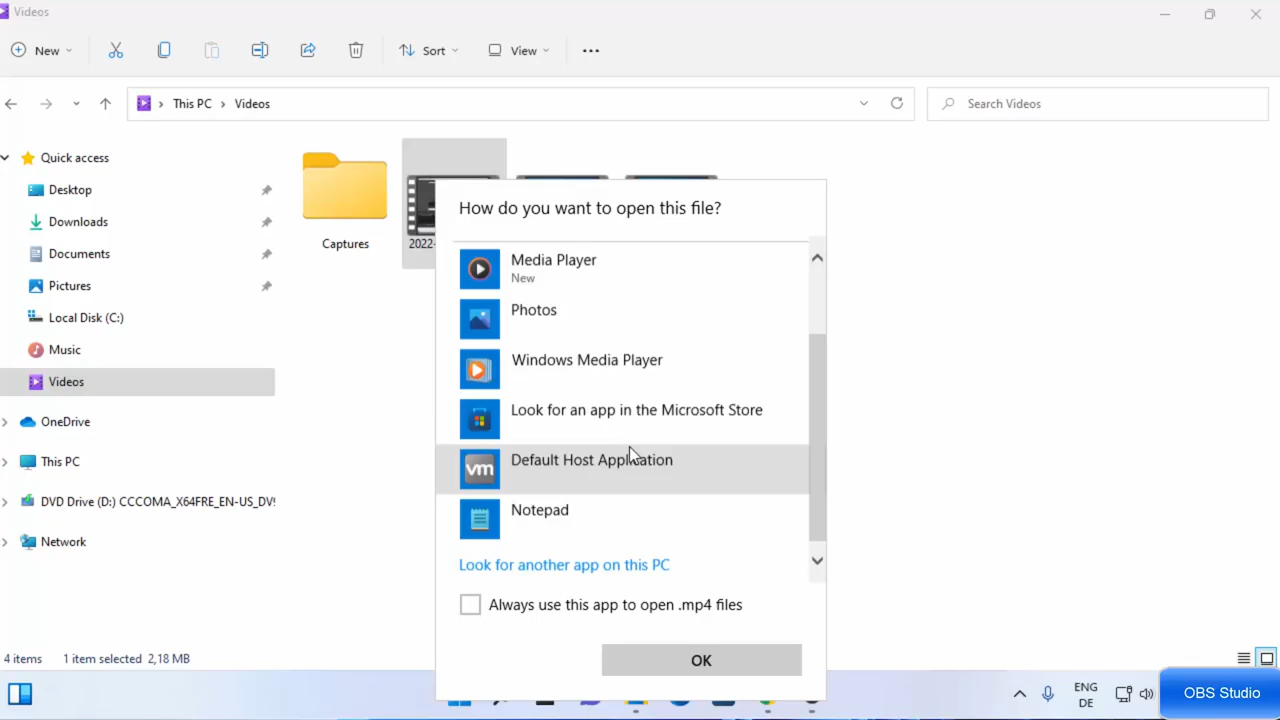 Videos
New
Sort
View
This PC
Videos
Search Videos
Quick access
Desktop
Downloads
Documents
Pictures
Local Disk (C:)
Music
Videos
OneDrive
This PC
DVD Drive (D:) CCCOMA_X64FRE_EN-US_DV
Network
Captures
2022-
How do you want to open this file?
Media Player
New
Photos
Windows Media Player
Look for an app in the Microsoft Store
vm
Default Host Application
Notepad
Look for another app on this PC
Always use this app to open .mp4 files
OK
4 items
1 item selected 2,18 MB
ENG
DE
OBS Studio